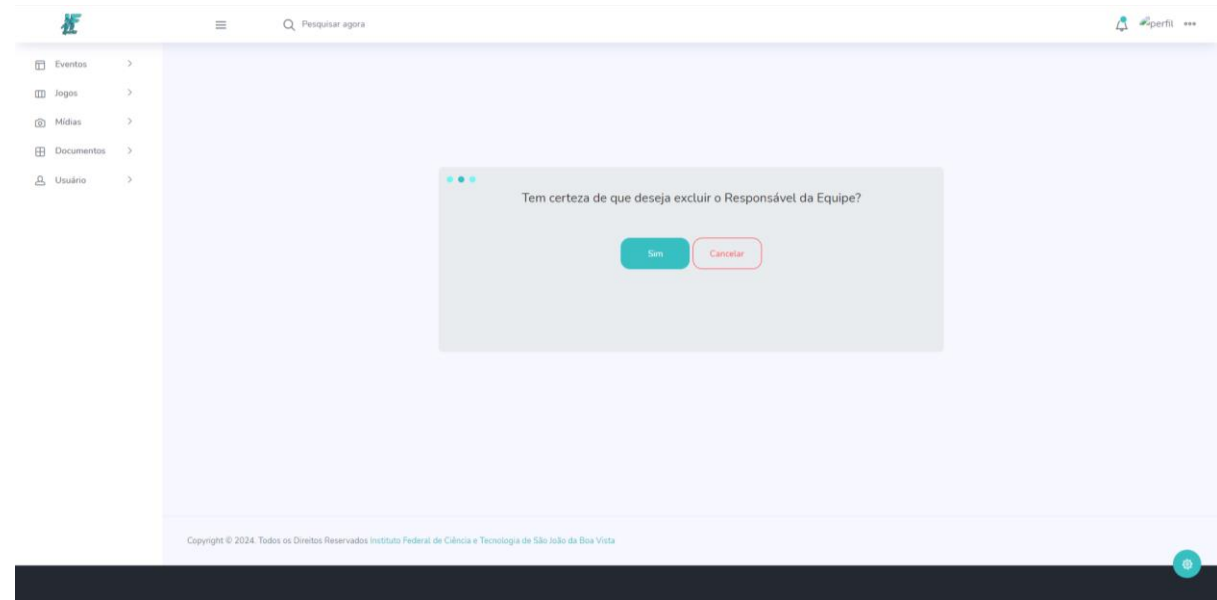 Pesquisar agora
perfil
Eventos
Jogos
Mídias
Documentos
Usuário
Tem certeza de que deseja excluir o Responsável da Equipe?
Sim
Cancelar
Copyright © 2024. Todos os Direitos Reservados Instituto Federal de Ciência e Tecnologia de São João da Boa Vista